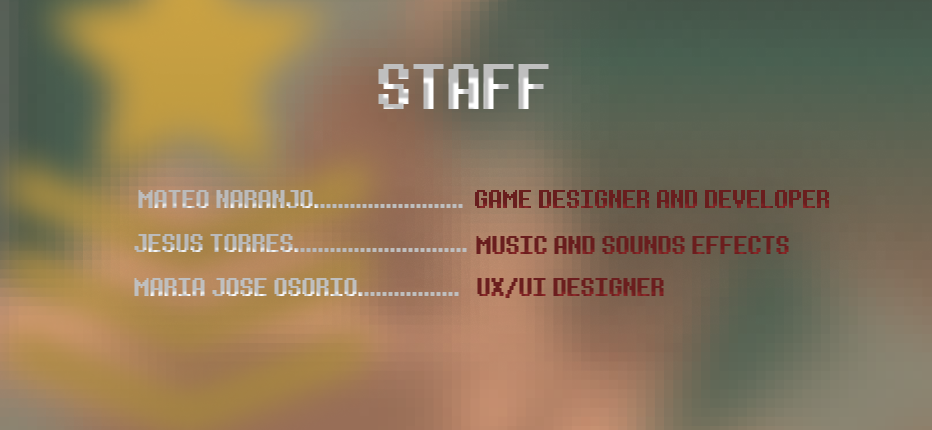 STAFF
MATEO NARANJO......................... GAME DESIGNER AND DEVELOPER
JESUS TORRES............................. MUSIC AND SOUNDS EFFECTS
MARIA JOSE OSORIO................. UX/UI DESIGNER